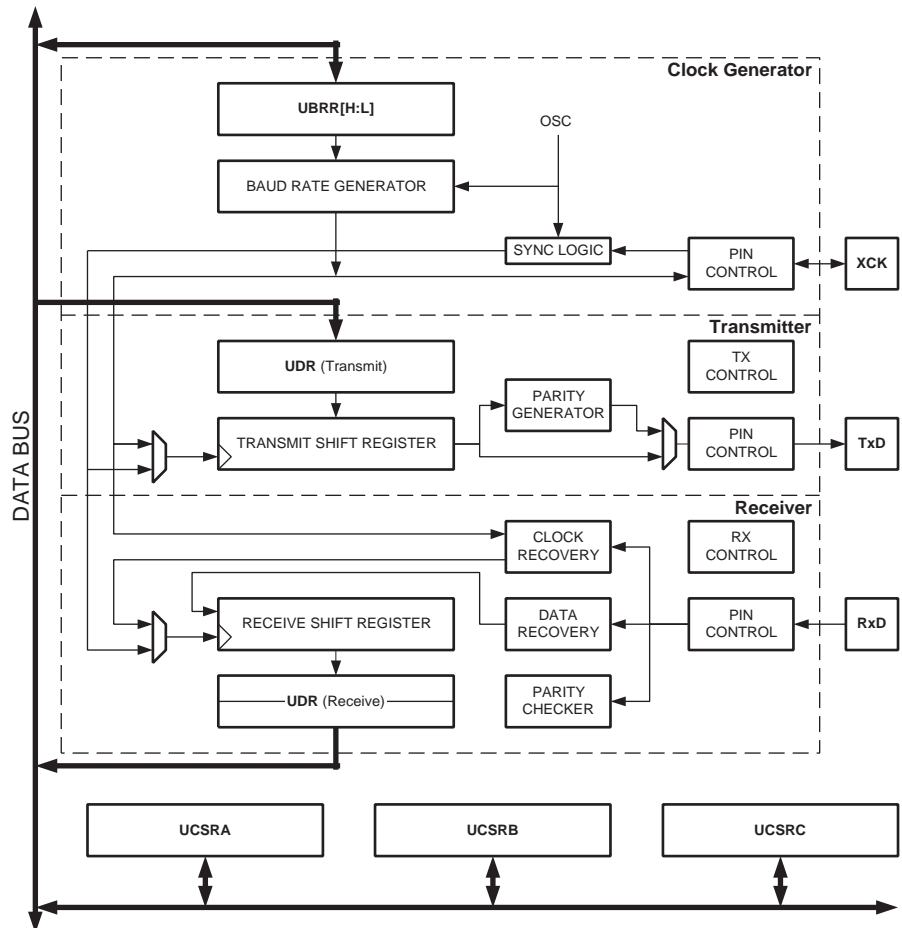 Clock Generator
UBRR[H:L]
OSC
BAUD RATE GENERATOR
SYNC LOGIC
PIN
CONTROL
XCK
Transmitter
UDR (Transmit)
TX
CONTROL
PARITY
GENERATOR
TRANSMIT SHIFT REGISTER
PIN
CONTROL
TxD
DATA BUS
Receiver
CLOCK
RECOVERY
RX
CONTROL
RECEIVE SHIFT REGISTER
DATA
RECOVERY
PIN
CONTROL
RxD
UDR (Receive)
PARITY
CHECKER
UCSRA
UCSRB
UCSRC